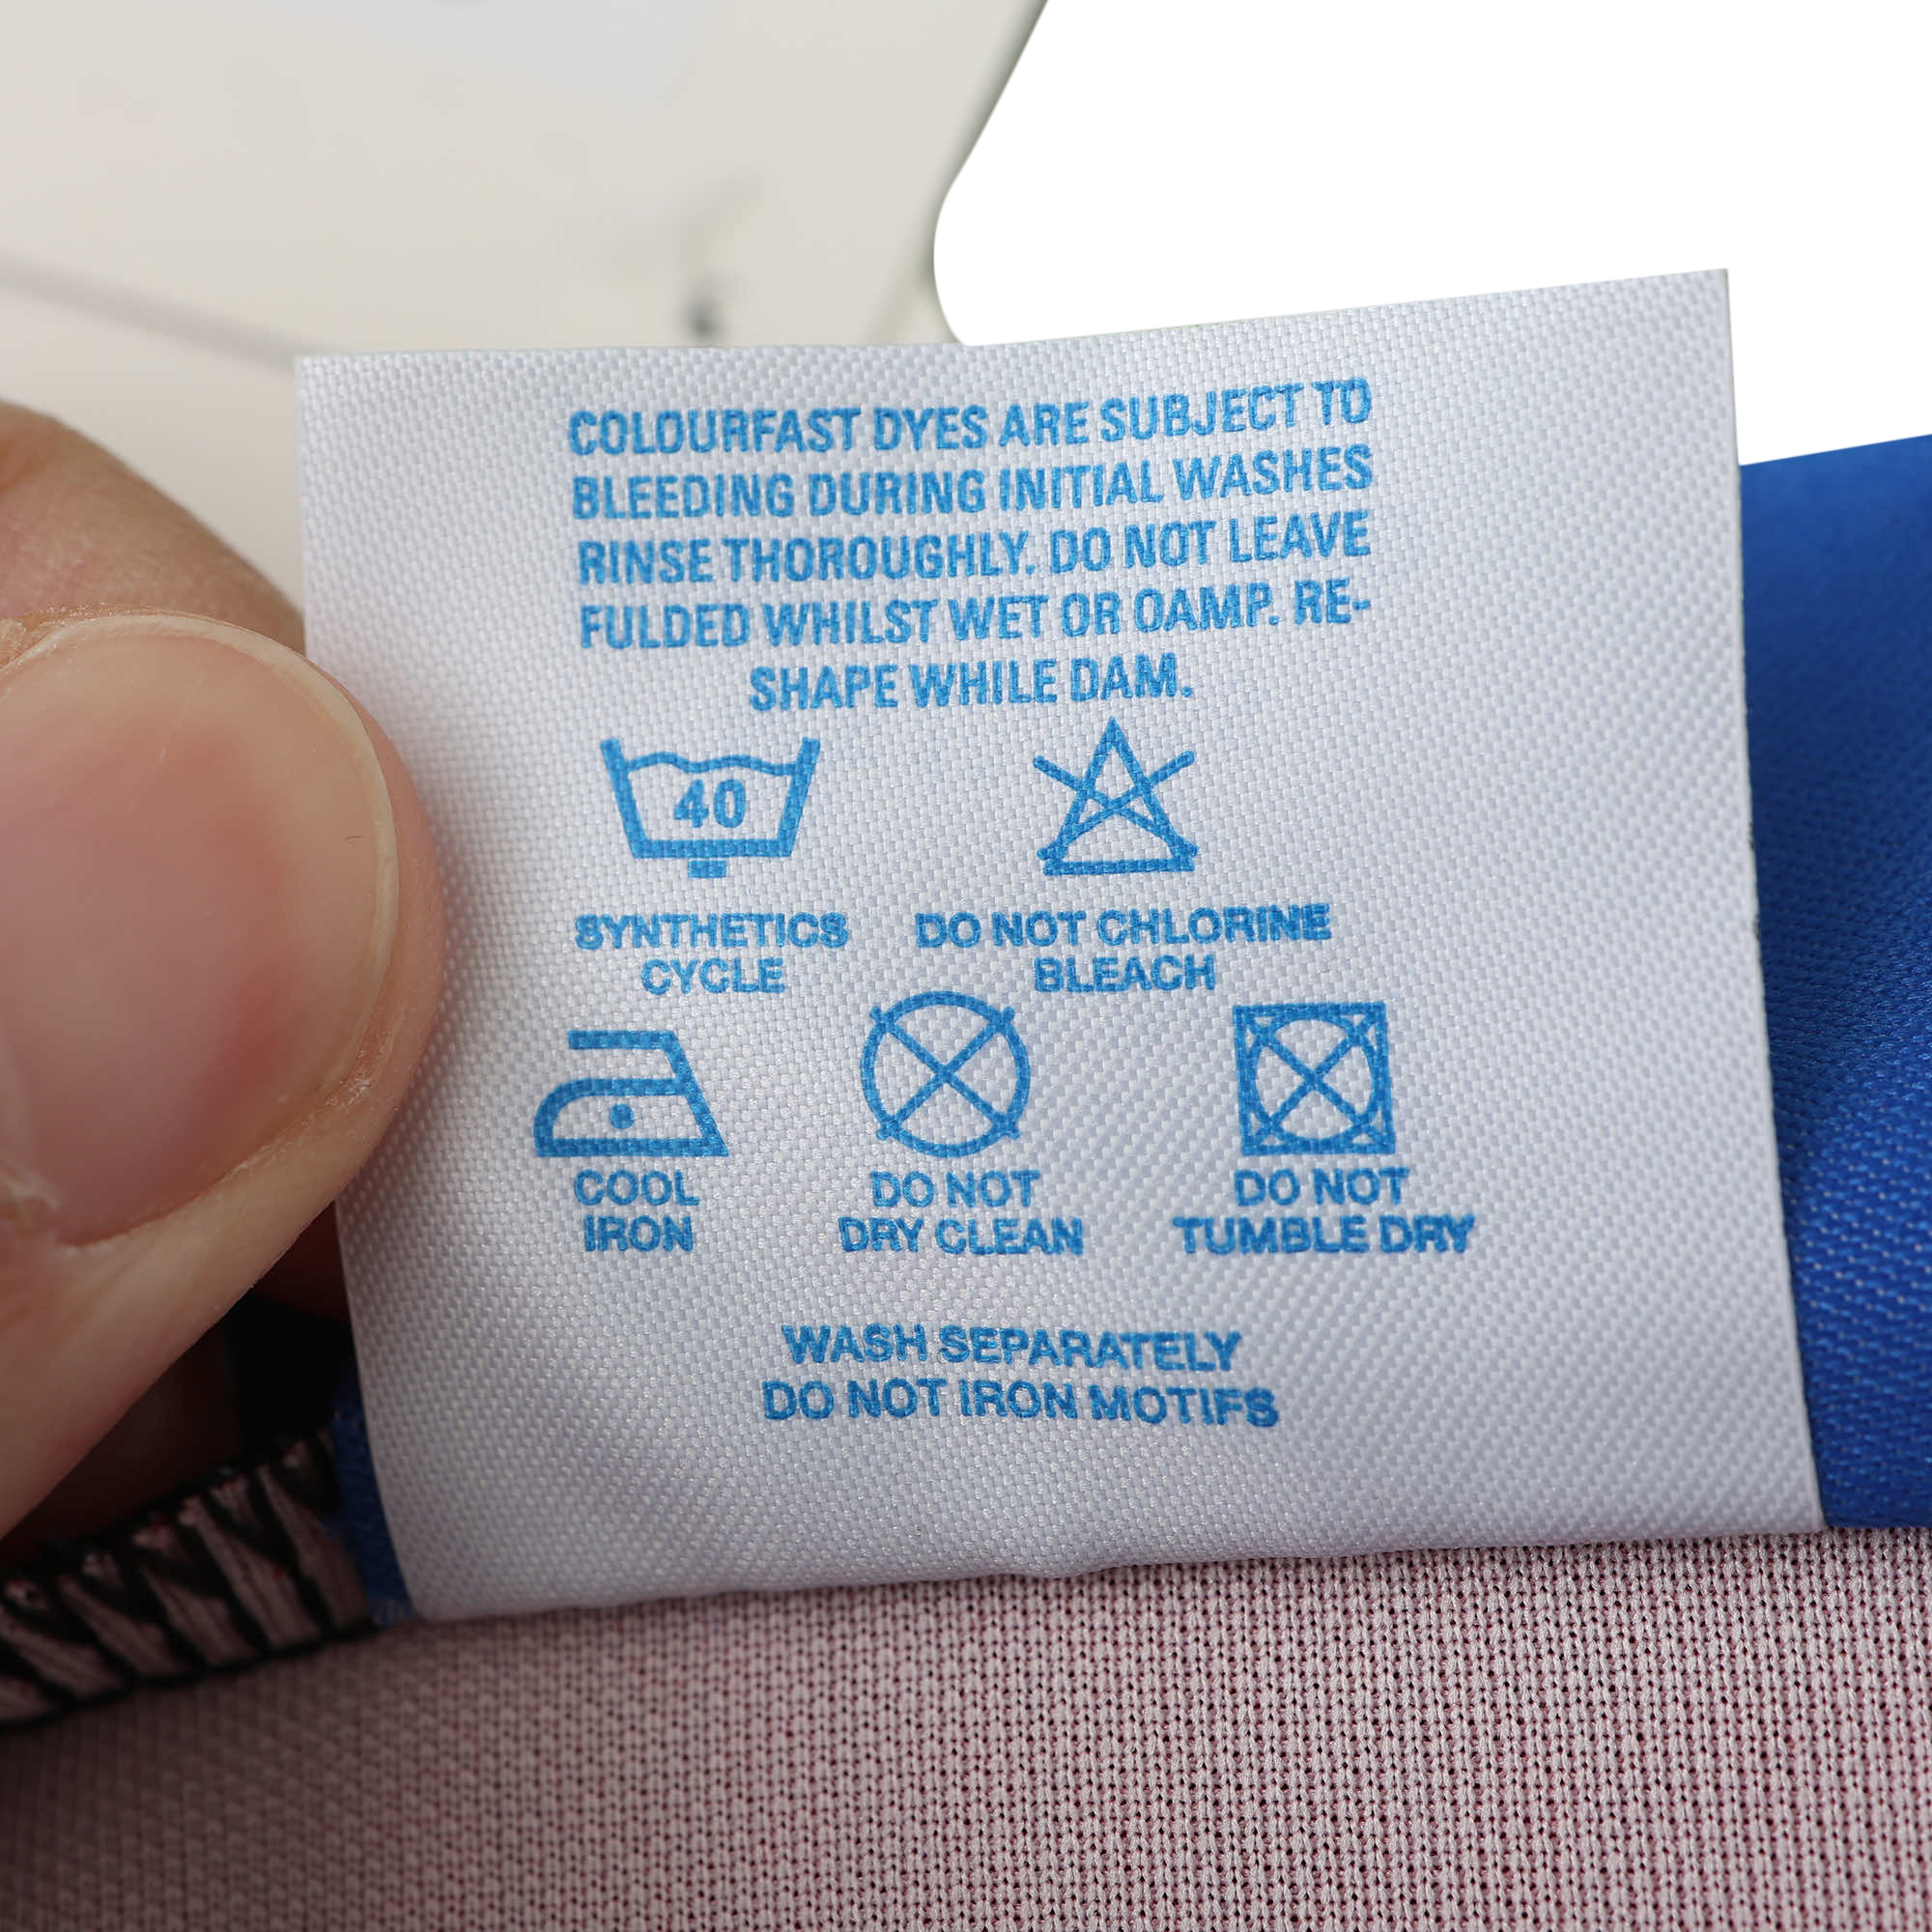 COLOURFAST DYES ARE SUBJECT TO
BLEEDING DURING INITIAL WASHES
RINSE THOROUGHLY. DO NOT LEAVE
FULDED WHILST WET OR OAMP. RE-
SHAPE WHILE DAM.
40
SYNTHETICS
CYCLE
DO NOT CHLORINE
BLEACH
COOL
IRON
DO NOT
DRY CLEAN
DO NOT
TUMBLE DRY
WASH SEPARATELY
DO NOT IRON MOTIFS